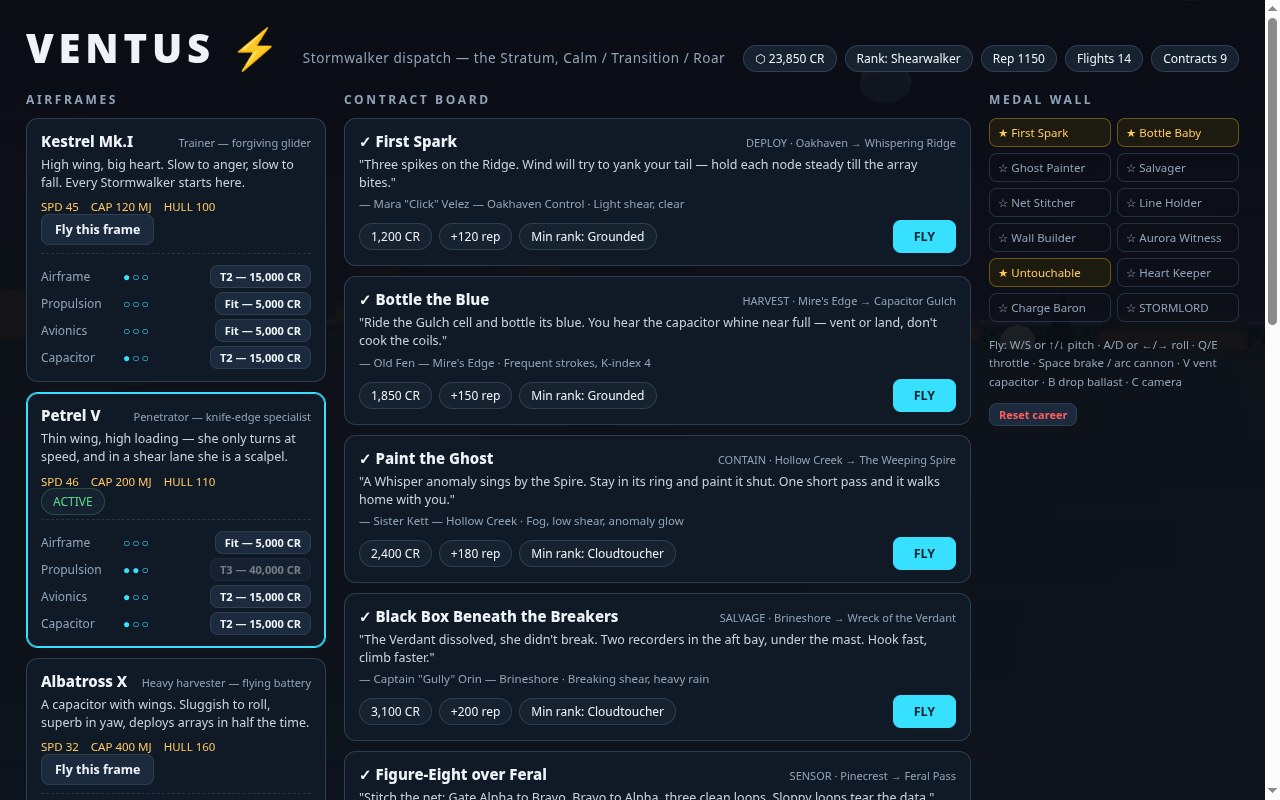 VENTUS ⚡
Stormwalker dispatch — the Stratum, Calm / Transition / Roar
⬡ 23,850 CR
Rank: Shearwalker
Rep 1150
Flights 14
Contracts 9
AIRFRAMES
Kestrel Mk.I
Trainer — forgiving glider
High wing, big heart. Slow to anger, slow to
fall. Every Stormwalker starts here.
SPD 45 CAP 120 MJ HULL 100
Fly this frame
Airframe ●○○ T2 — 15,000 CR
Propulsion ○○○ Fit — 5,000 CR
Avionics ○○○ Fit — 5,000 CR
Capacitor ●○○ T2 — 15,000 CR
Petrel V
Penetrator — knife-edge specialist
Thin wing, high loading — she only turns at
speed, and in a shear lane she is a scalpel.
SPD 46 CAP 200 MJ HULL 110
ACTIVE
Airframe ○○○ Fit — 5,000 CR
Propulsion ●●○ T3 — 40,000 CR
Avionics ●○○ T2 — 15,000 CR
Capacitor ●○○ T2 — 15,000 CR
Albatross X
Heavy harvester — flying battery
A capacitor with wings. Sluggish to roll,
superb in yaw, deploys arrays in half the time.
SPD 32 CAP 400 MJ HULL 160
Fly this frame
CONTRACT BOARD
✓ First Spark
DEPLOY · Oakhaven → Whispering Ridge
"Three spikes on the Ridge. Wind will try to yank your tail — hold each node steady till the array
bites."
— Mara "Click" Velez — Oakhaven Control · Light shear, clear
1,200 CR +120 rep Min rank: Grounded FLY
✓ Bottle the Blue
HARVEST · Mire's Edge → Capacitor Gulch
"Ride the Gulch cell and bottle its blue. You hear the capacitor whine near full — vent or land, don't
cook the coils."
— Old Fen — Mire's Edge · Frequent strokes, K-index 4
1,850 CR +150 rep Min rank: Grounded FLY
✓ Paint the Ghost
CONTAIN · Hollow Creek → The Weeping Spire
"A Whisper anomaly sings by the Spire. Stay in its ring and paint it shut. One short pass and it walks
home with you."
— Sister Kett — Hollow Creek · Fog, low shear, anomaly glow
2,400 CR +180 rep Min rank: Cloudtoucher FLY
✓ Black Box Beneath the Breakers
SALVAGE · Brineshore → Wreck of the Verdant
"The Verdant dissolved, she didn't break. Two recorders in the aft bay, under the mast. Hook fast,
climb faster."
— Captain "Gully" Orin — Brineshore · Breaking shear, heavy rain
3,100 CR +200 rep Min rank: Cloudtoucher FLY
✓ Figure-Eight over Feral
SENSOR · Pinecrest → Feral Pass
"Stitch the net: Gate Alpha to Bravo, Bravo to Alpha, three clean loops. Sloppy loops tear the data."
MEDAL WALL
★ First Spark ★ Bottle Baby
☆ Ghost Painter ☆ Salvager
☆ Net Stitcher ☆ Line Holder
☆ Wall Builder ☆ Aurora Witness
★ Untouchable ☆ Heart Keeper
☆ Charge Baron ☆ STORMLORD
Fly: W/S or ↑/↓ pitch · A/D or ←/→ roll · Q/E
throttle · Space brake / arc cannon · V vent
capacitor · B drop ballast · C camera
Reset career